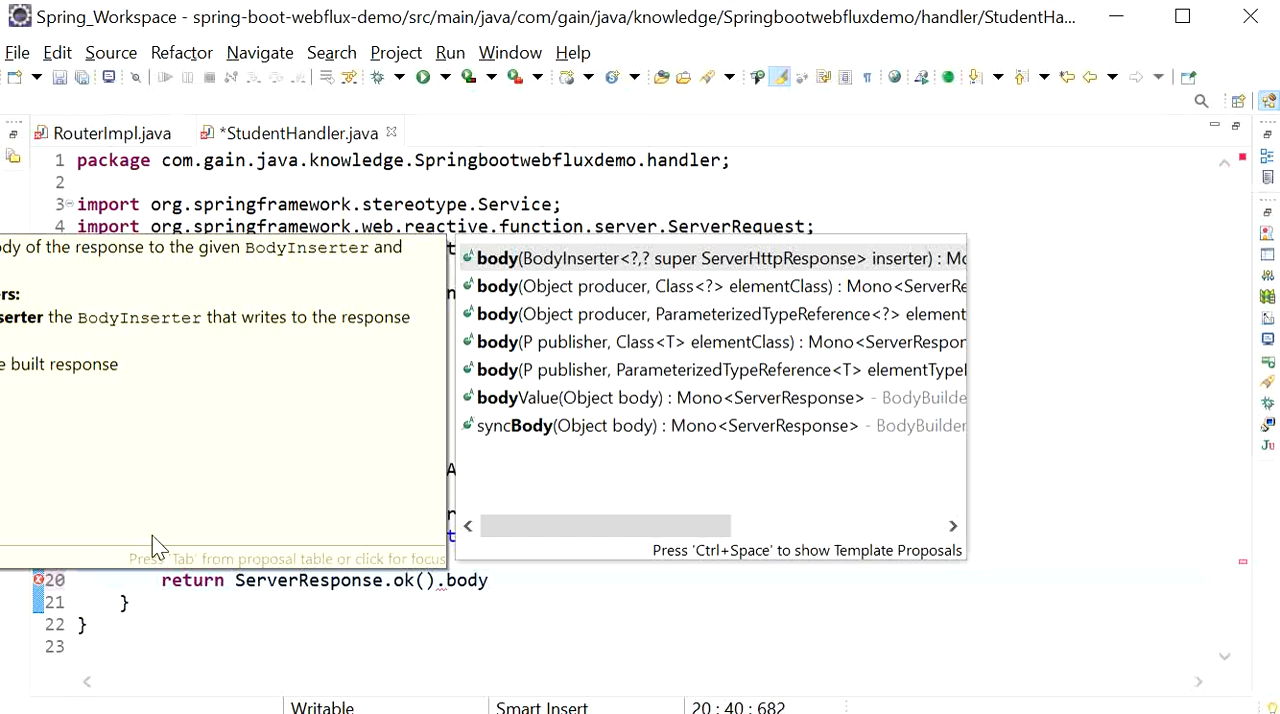 Spring_Workspace - spring-boot-webflux-demo/src/main/java/com/gain/java/knowledge/Springbootwebfluxdemo/handler/StudentHa...
File Edit Source Refactor Navigate Search Project Run Window Help
RouterImpl.java *StudentHandler.java
1 package com.gain.java.knowledge.Springbootwebfluxdemo.handler;
2
3 import org.springframework.stereotype.Service;
4 import org.springframework.web.reactive.function.server.ServerRequest;
ody of the response to the given BodyInserter and
ers:
serter the BodyInserter that writes to the response
e built response
Press 'Tab' from proposal table or click for focus
body(BodyInserter<?,? super ServerHttpResponse> inserter) : Mo
body(Object producer, Class<?> elementClass) : Mono<ServerRe
body(Object producer, ParameterizedTypeReference<?> element
body(P publisher, Class<T> elementClass) : Mono<ServerRespor
body(P publisher, ParameterizedTypeReference<T> elementTypeI
bodyValue(Object body) : Mono<ServerResponse> - BodyBuilde
syncBody(Object body) : Mono<ServerResponse> - BodyBuilder
Press 'Ctrl+Space' to show Template Proposals
20 return ServerResponse.ok().body
21 }
22 }
23
Writable Smart Insert 20 : 40 : 682